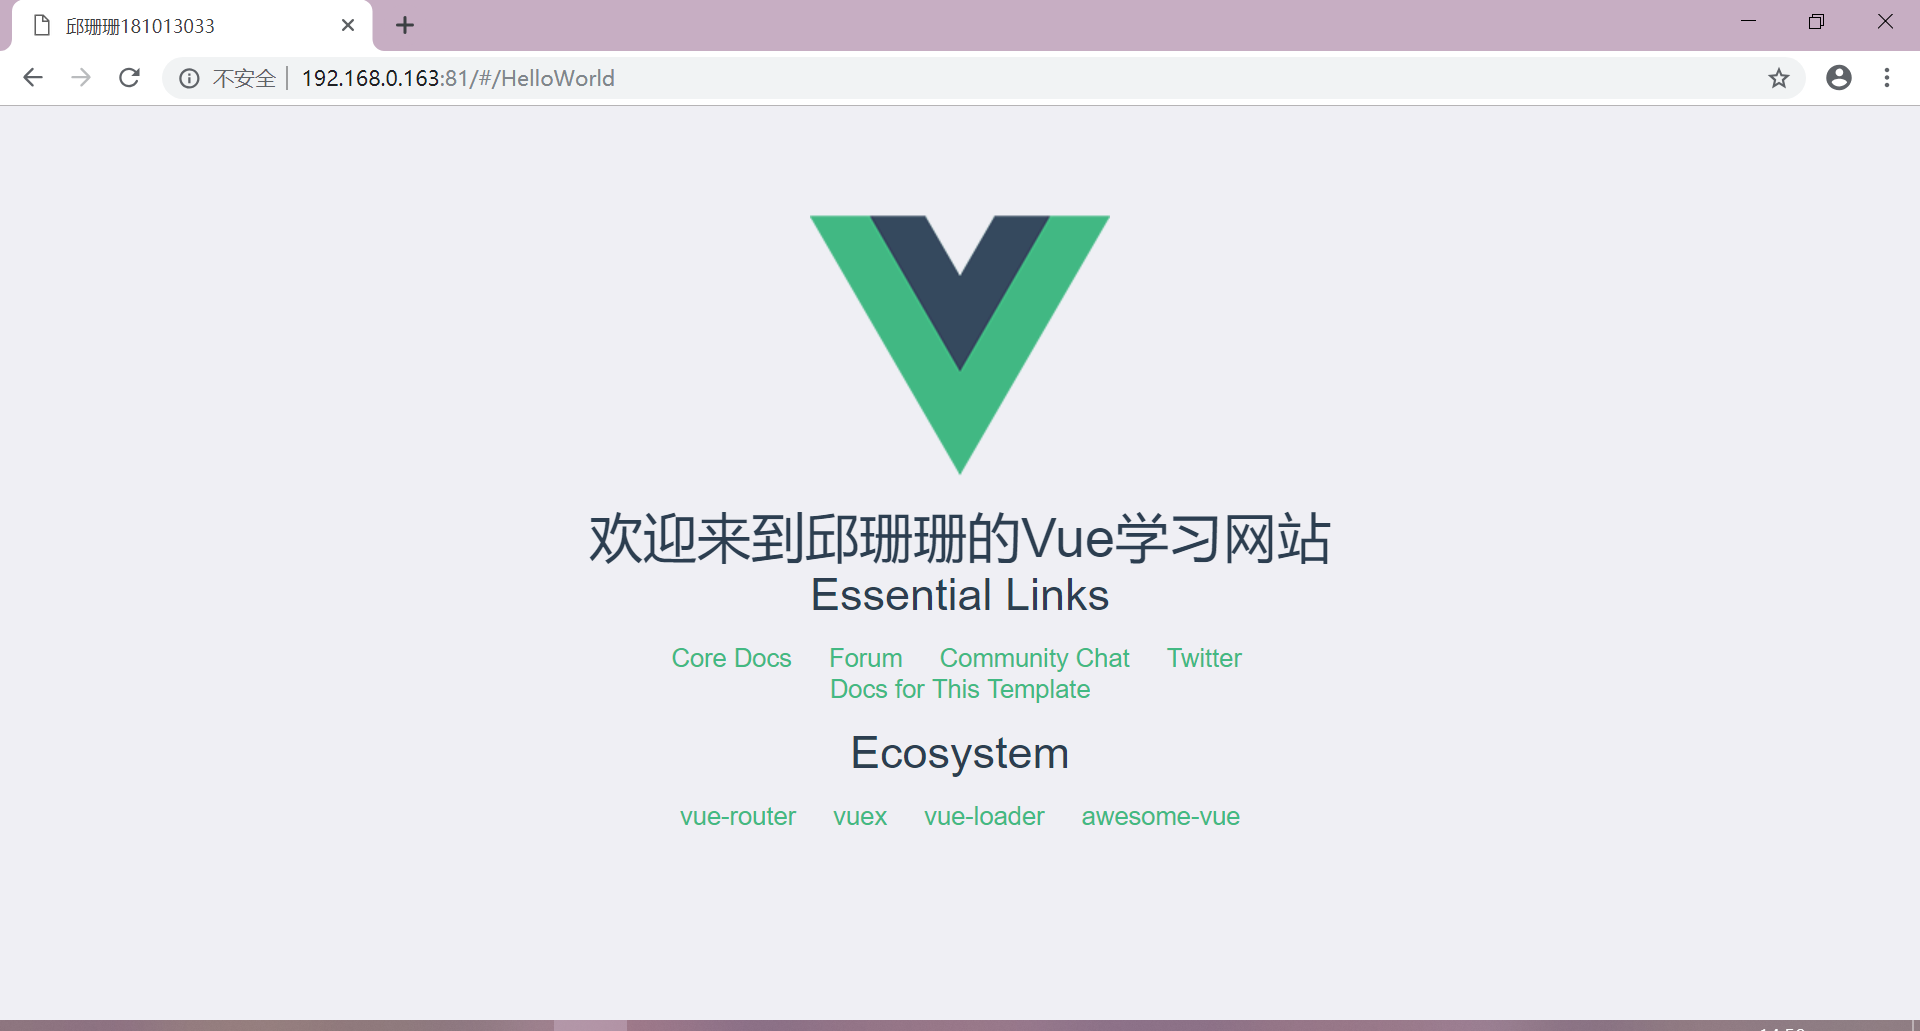 邱珊珊181013033
不安全 192.168.0.163:81/#/HelloWorld
欢迎来到邱珊珊的Vue学习网站
Essential Links
Core Docs Forum Community Chat Twitter
Docs for This Template
Ecosystem
vue-router vuex vue-loader awesome-vue